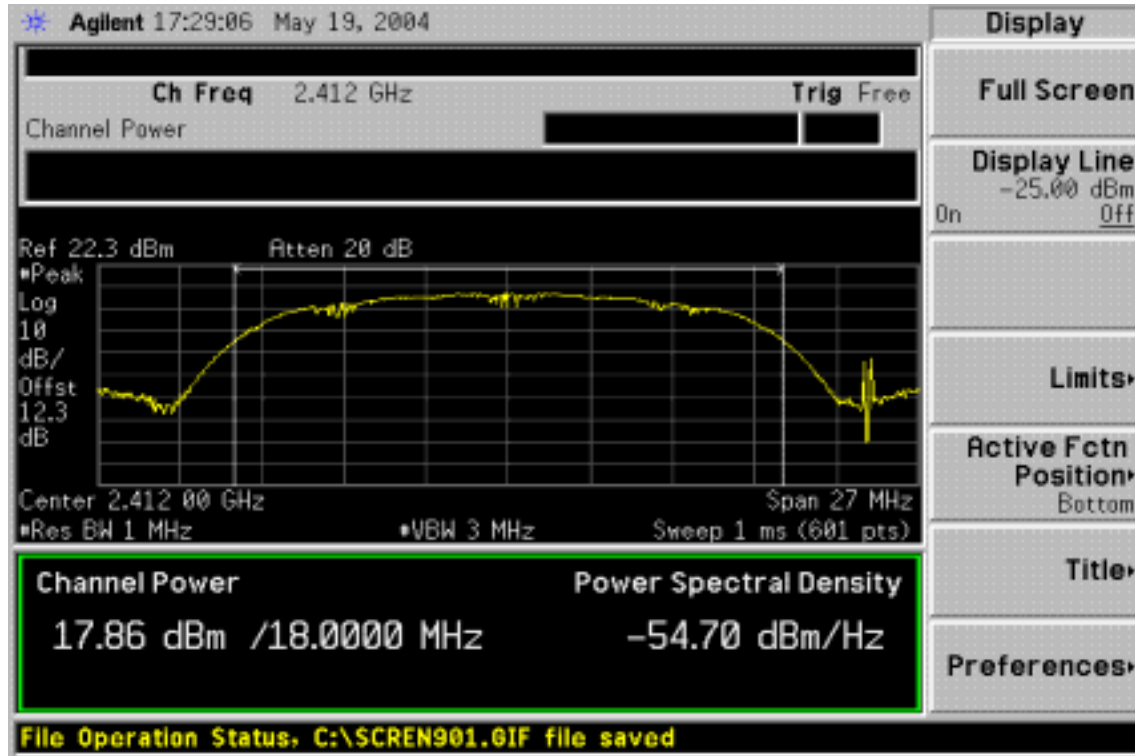 Agilent 17:29:06 May 19, 2004
Display
Ch Freq 2.412 GHz Trig Free
Channel Power
Full Screen
Display Line
-25.00 dBm
On Off
Ref 22.3 dBm Atten 20 dB
#Peak
Log
10
dB/
Offst
12.3
dB
Limits
Active Fctn
Position
Bottom
Center 2.412 00 GHz Span 27 MHz
#Res BW 1 MHz #VBW 3 MHz Sweep 1 ms (601 pts)
Title
Channel Power Power Spectral Density
17.86 dBm /18.0000 MHz -54.70 dBm/Hz
Preferences
File Operation Status, C:\SCREN901.GIF file saved